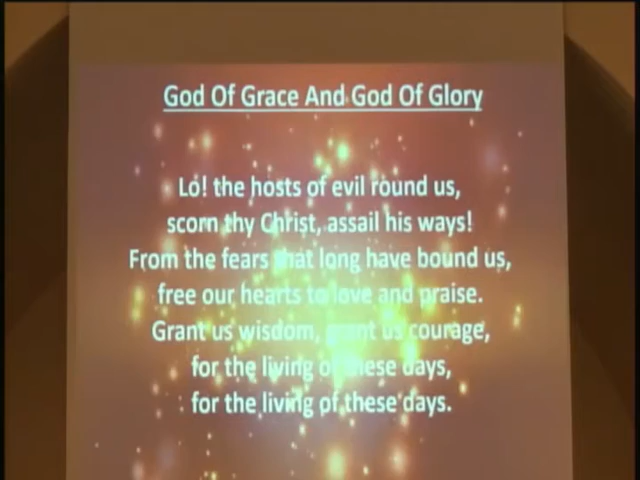 God Of Grace And God Of Glory
Lo! the hosts of evil round us,
scorn thy Christ, assail his ways!
From the fears that long have bound us,
free our hearts to love and praise.
Grant us wisdom, grant us courage,
for the living of these days,
for the living of these days.